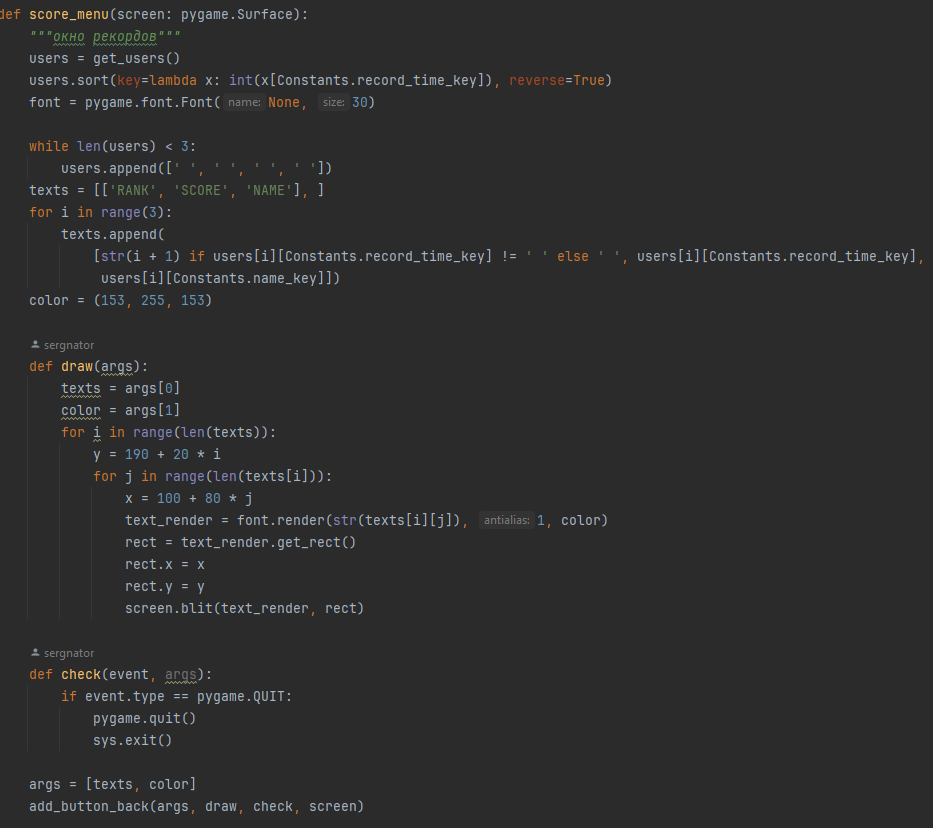 def score_menu(screen: pygame.Surface):
    """окно рекордов"""
    users = get_users()
    users.sort(key=lambda x: int(x[Constants.record_time_key]), reverse=True)
    font = pygame.font.Font( name: None, size: 30)
    while len(users) < 3:
        users.append([' ', ' ', ' ', ' '])
    texts = [['RANK', 'SCORE', 'NAME'], ]
    for i in range(3):
        texts.append(
            [str(i + 1) if users[i][Constants.record_time_key] != ' ' else ' ', users[i][Constants.record_time_key],
             users[i][Constants.name_key]])
    color = (153, 255, 153)
    sergnator
    def draw(args):
        texts = args[0]
        color = args[1]
        for i in range(len(texts)):
            y = 190 + 20 * i
            for j in range(len(texts[i])):
                x = 100 + 80 * j
                text_render = font.render(str(texts[i][j]), antialias: 1, color)
                rect = text_render.get_rect()
                rect.x = x
                rect.y = y
                screen.blit(text_render, rect)
    sergnator
    def check(event, args):
        if event.type == pygame.QUIT:
            pygame.quit()
            sys.exit()
    args = [texts, color]
    add_button_back(args, draw, check, screen)